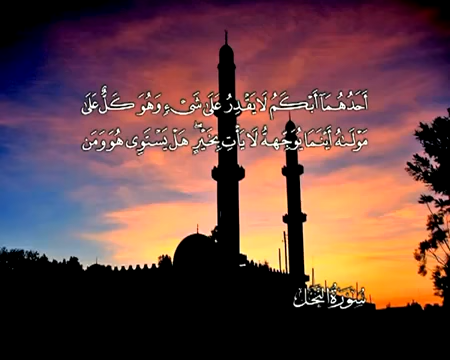 أَحَدُهُمَآ أَبْكَمُ لَا يَقْدِرُ عَلَىٰ شَىْءٍ وَهُوَ كَلٌّ عَلَىٰ
مَوْلَىٰهُ أَيْنَمَا يُوَجِّههُّ لَا يَأْتِ بِخَيْرٍ ۖ هَلْ يَسْتَوِى هُوَ وَمَن
سُورَةُ النَّحْل